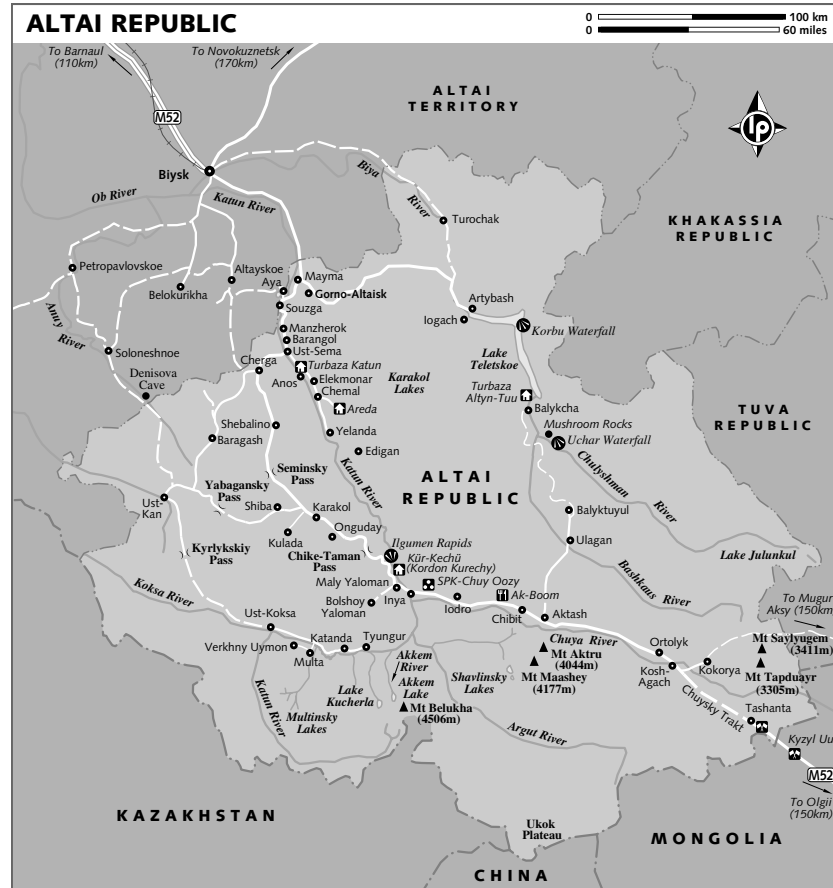 ALTAI REPUBLIC
0
100 km
0
60 miles
To Barnaul
(110km)
To Novokuznetsk
(170km)
M52
ALTAI
TERRITORY
lp
Biysk
Ob River
Katun River
Biya
River
Turochak
KHAKASSIA
REPUBLIC
Petropavlovskoe
Belokurikha
Altayskoe
Aya
Mayma
Gorno-Altaisk
Souzga
Artybash
Iogach
Korbu Waterfall
Anuy
River
Manzherok
Barangol
Ust-Sema
Soloneshnoe
Denisova
Cave
Cherga
Turbaza Katun
Anos
Elekmonar
Chemal
Areda
Karakol
Lakes
Lake
Teletskoe
Turbaza
Altyn-Tuu
Balykcha
Mushroom Rocks
Uchar Waterfall
TUVA
REPUBLIC
Shebalino
Baragash
Yelanda
Edigan
Seminsky
Pass
Katun River
ALTAI
REPUBLIC
Chulyshman
River
Yabagansky
Pass
Ust-
Kan
Shiba
Karakol
Onguday
Balyktuyul
Ulagan
Kyrlykskiy
Pass
Kulada
Chike-Taman
Pass
Ilgumen Rapids
Kür-Kechü
(Kordon Kurechy)
Lake Julunkul
Koksa River
Maly Yaloman
SPK-Chuy Oozy
Ak-Boom
Bashkaus
River
To Mugur
Aksy (150km)
Bolshoy
Yaloman
Inya
Iodro
Chibit
Aktash
Ust-Koksa
Verkhny Uymon
Multa
Katanda
Tyungur
Akkem
River
Chuya River
Ortolyk
Mt Saylyugem
(3411m)
Mt Aktru
(4044m)
Kosh-
Agach
Kokorya
Mt Tapduayr
(3305m)
Mt Maashey
(4177m)
Shavlinsky
Lakes
Akkem
Lake
Lake
Kucherla
Katun River
Multinsky
Lakes
Mt Belukha
(4506m)
Chuysky Trakt
Tashanta
Argut River
Kyzyl Uu
M52
To Olgii
(150km)
KAZAKHSTAN
Ukok
Plateau
MONGOLIA
CHINA